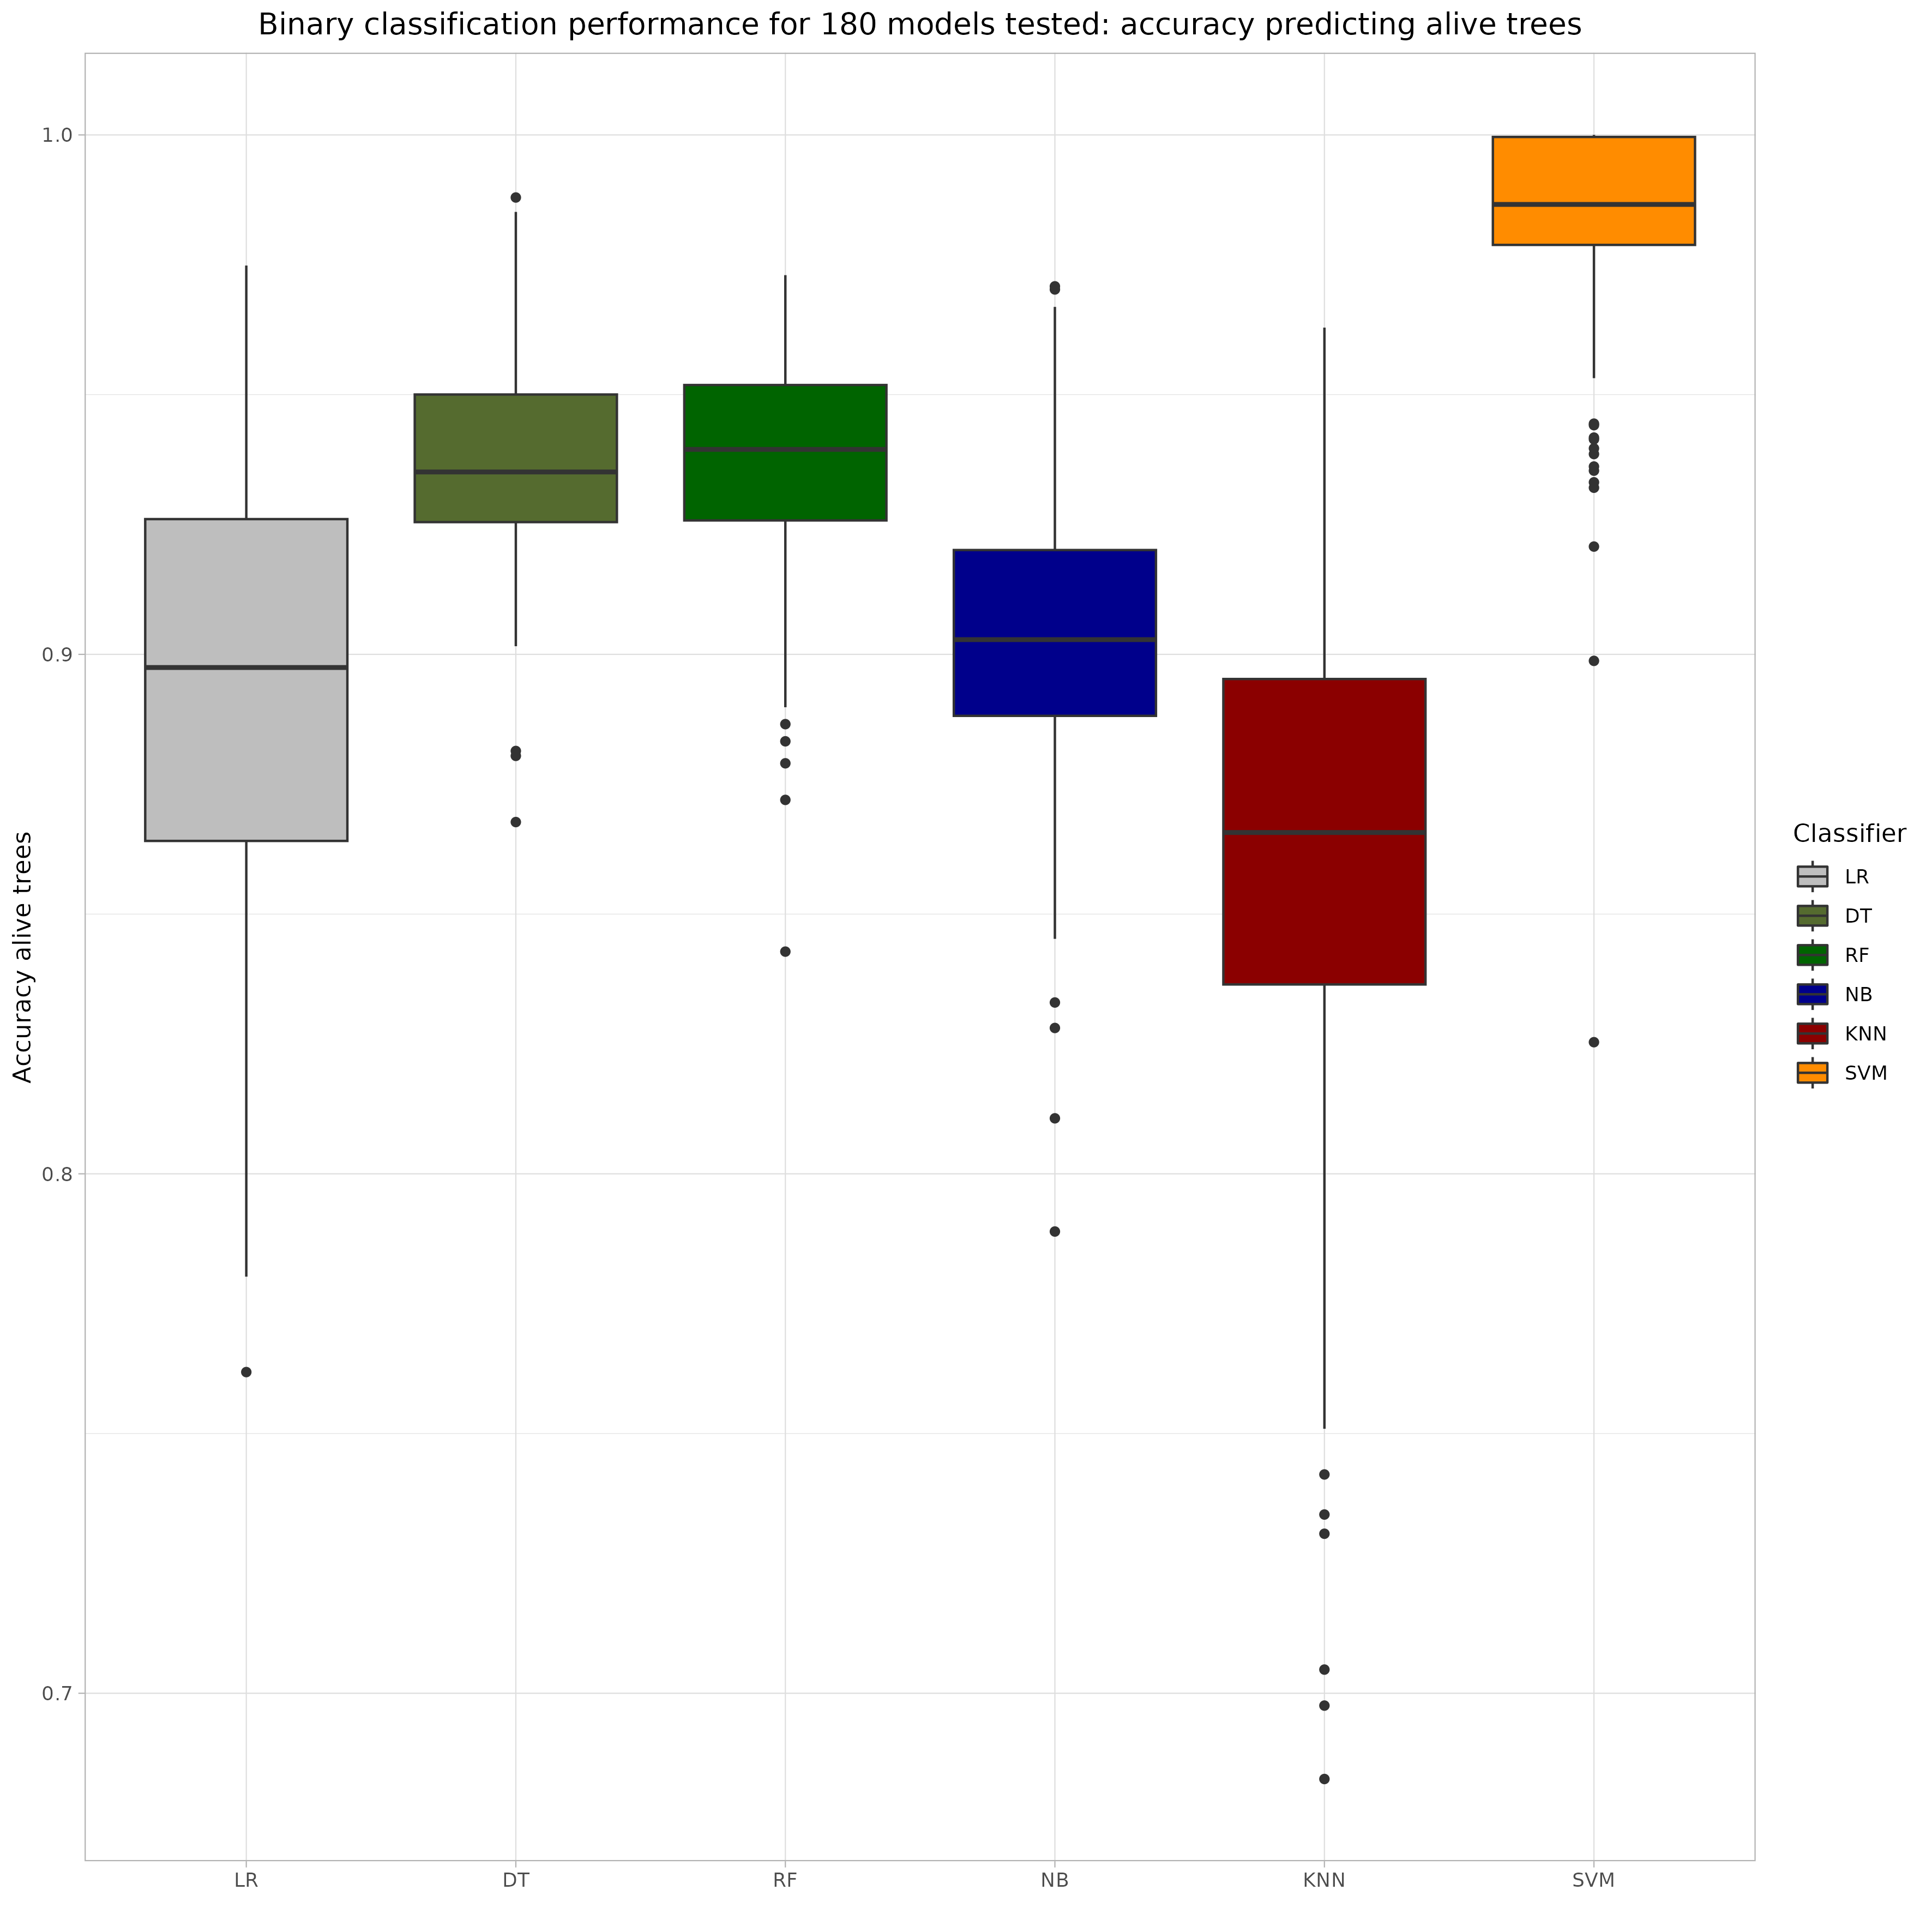 Binary classification performance for 180 models tested: accuracy predicting alive trees
Accuracy alive trees
1.0
0.9
0.8
0.7
LR
DT
RF
NB
KNN
SVM
Classifier
LR
DT
RF
NB
KNN
SVM